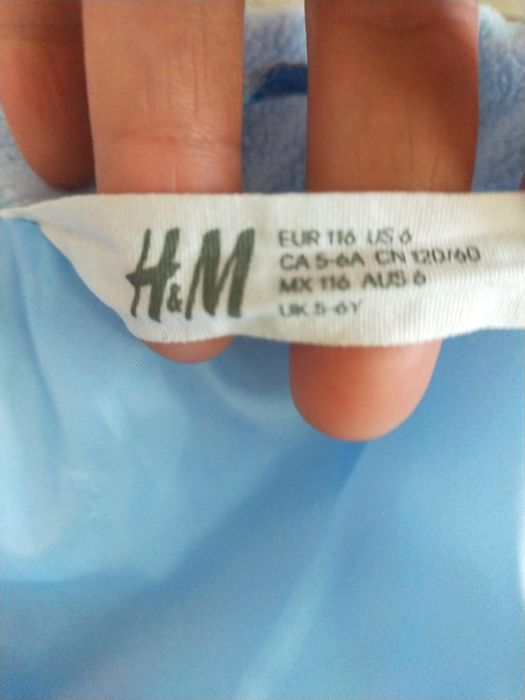 H&M
EUR 116 US 6
CA 5-6A CN 120/60
MX 116 AUS 6
UK 5-6Y